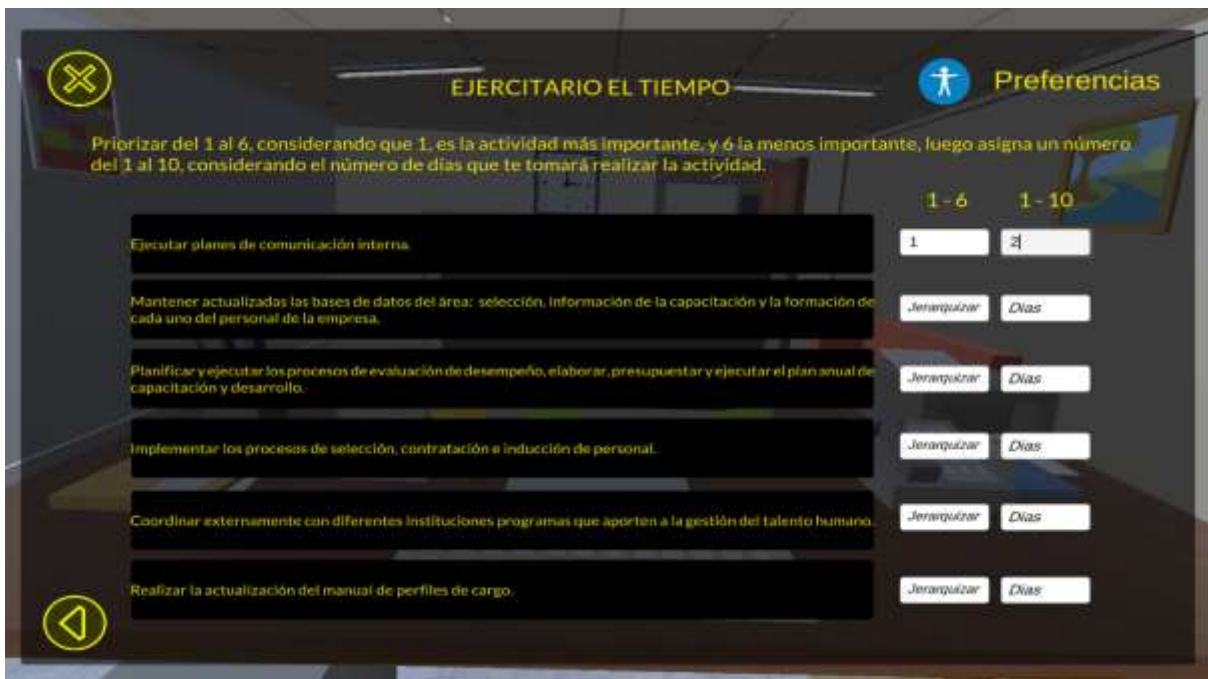 EJERCITARIO EL TIEMPO
Preferencias
Priorizar del 1 al 6, considerando que 1, es la actividad más importante, y 6 la menos importante, luego asigna un número
del 1 al 10, considerando el número de días que te tomará realizar la actividad.
1 - 6 1 - 10
Ejecutar planes de comunicación interna. 1 2
Mantener actualizadas las bases de datos del área: selección, información de la capacitación y la formación de
cada uno del personal de la empresa. Jerarquizar Días
Planificar y ejecutar los procesos de evaluación de desempeño, elaborar, presupuestar y ejecutar el plan anual de
capacitación y desarrollo. Jerarquizar Días
Implementar los procesos de selección, contratación e inducción de personal. Jerarquizar Días
Coordinar externamente con diferentes instituciones programas que aporten a la gestión del talento humano. Jerarquizar Días
Realizar la actualización del manual de perfiles de cargo. Jerarquizar Días